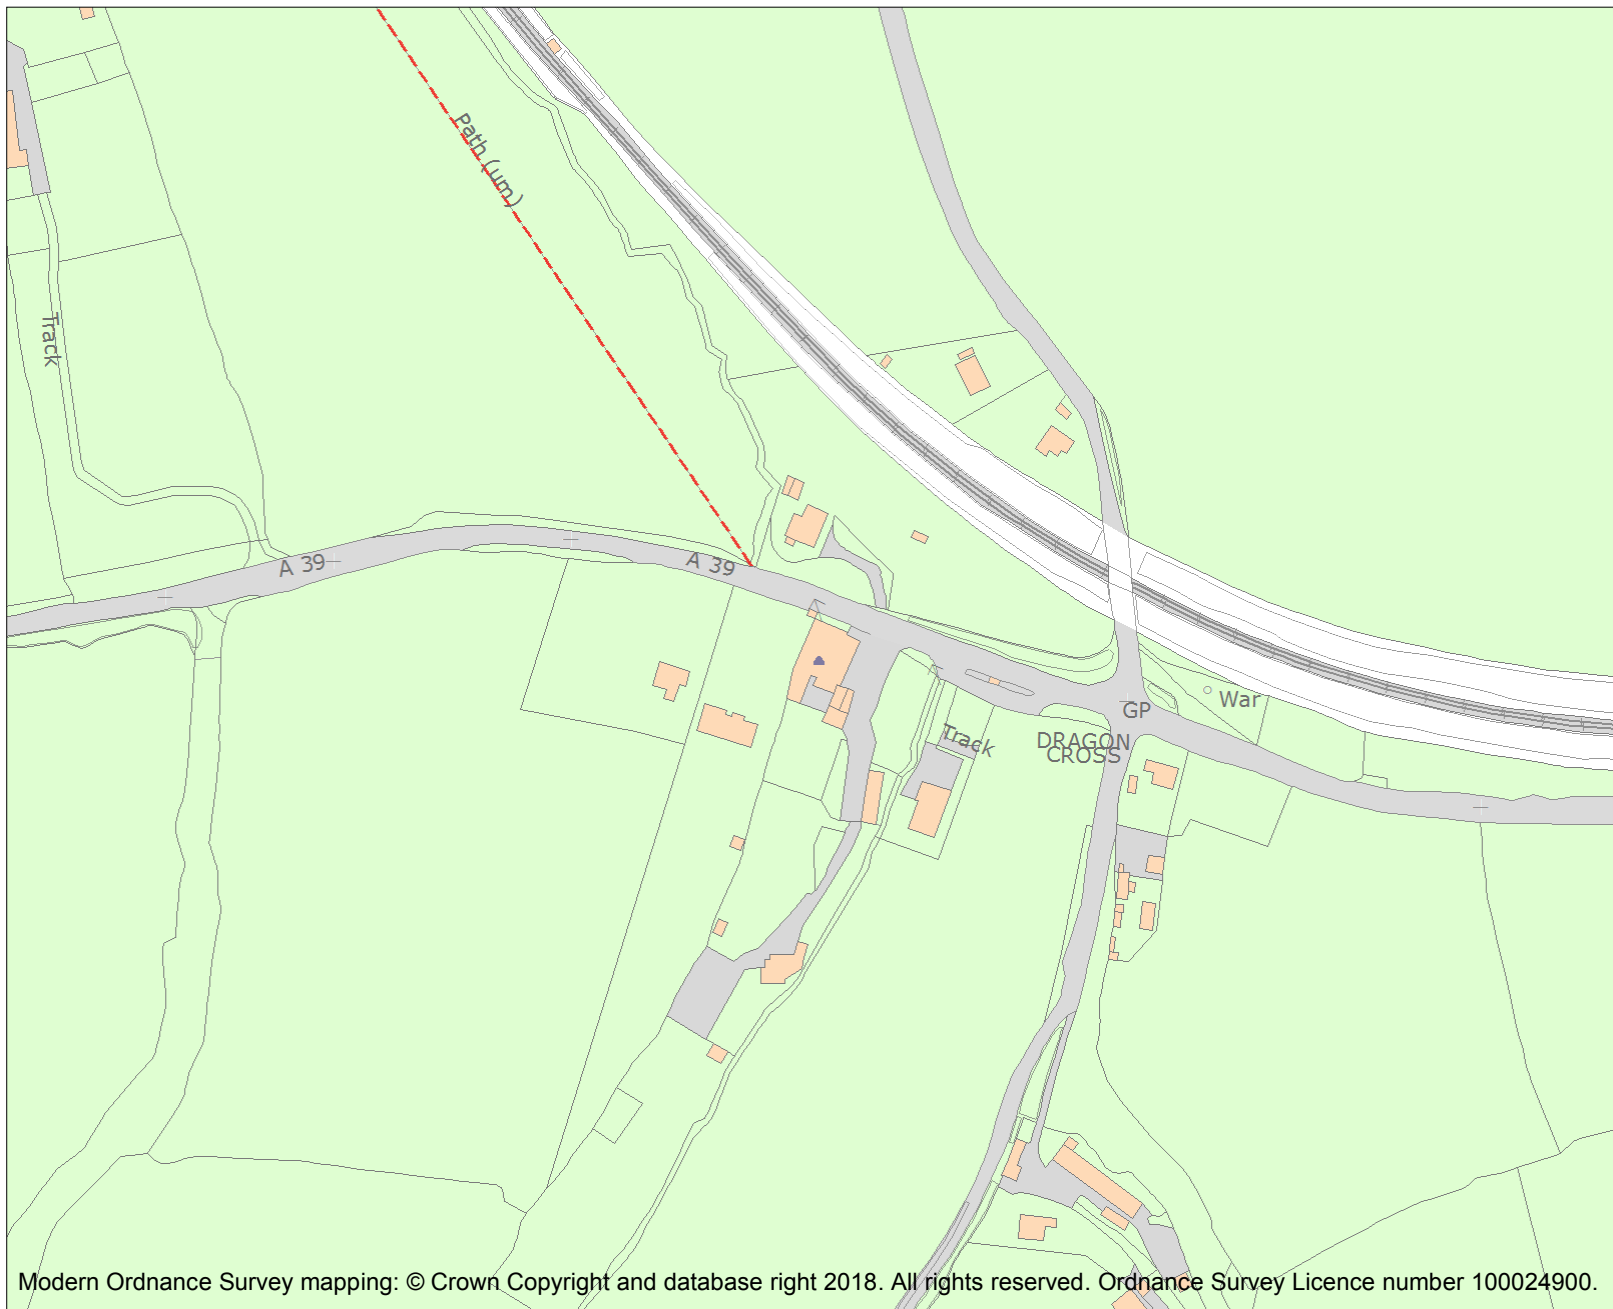 Path (um)
Track
A 39
A 39
War
GP
DRAGON
CROSS
Track
Modern Ordnance Survey mapping: © Crown Copyright and database right 2018. All rights reserved. Ordnance Survey Licence number 100024900.